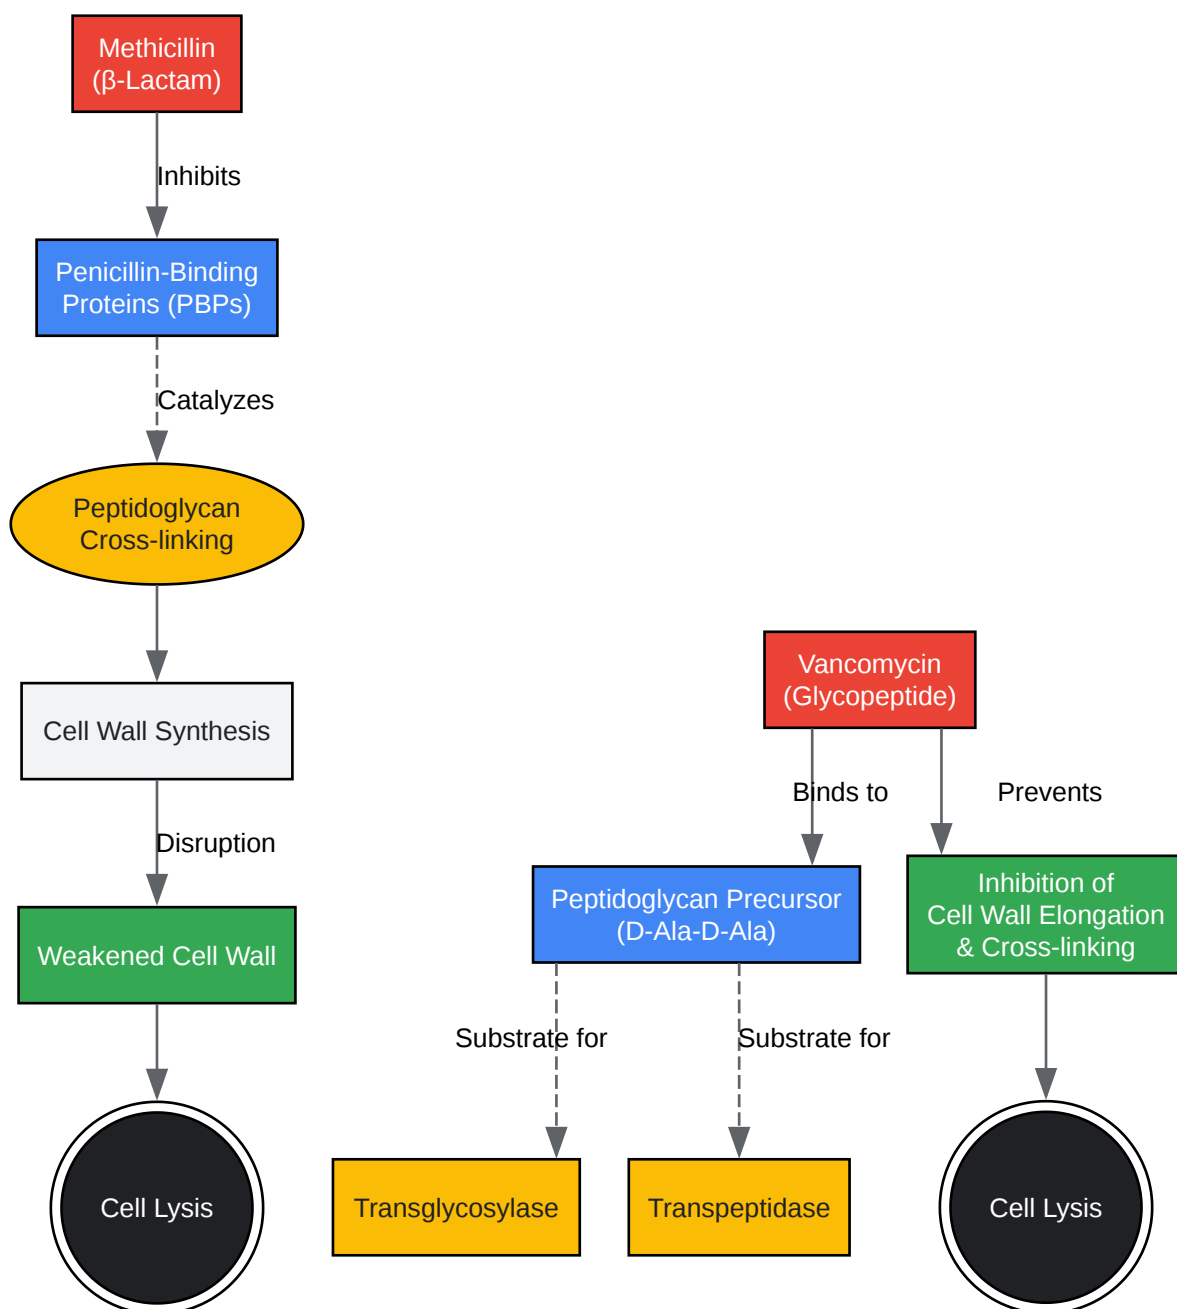 Methicillin
(β-Lactam)
Inhibits
Penicillin-Binding
Proteins (PBPs)
Catalyzes
Peptidoglycan
Cross-linking
Cell Wall Synthesis
Disruption
Weakened Cell Wall
Cell Lysis
Vancomycin
(Glycopeptide)
Binds to
Prevents
Peptidoglycan Precursor
(D-Ala-D-Ala)
Inhibition of
Cell Wall Elongation
& Cross-linking
Substrate for
Substrate for
Transglycosylase
Transpeptidase
Cell Lysis